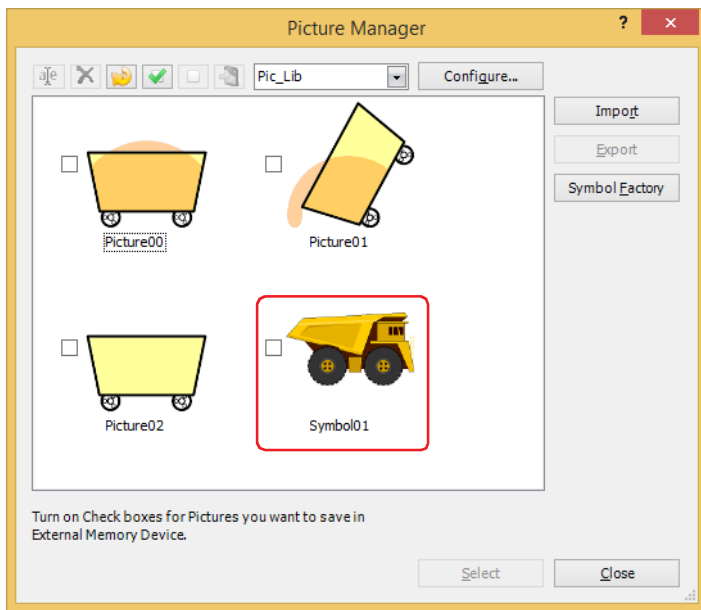 Picture Manager
?
Pic_Lib
Configure...
Import
Export
Symbol Factory
Picture00
Picture01
Picture02
Symbol01
Turn on Check boxes for Pictures you want to save in
External Memory Device.
Select
Close